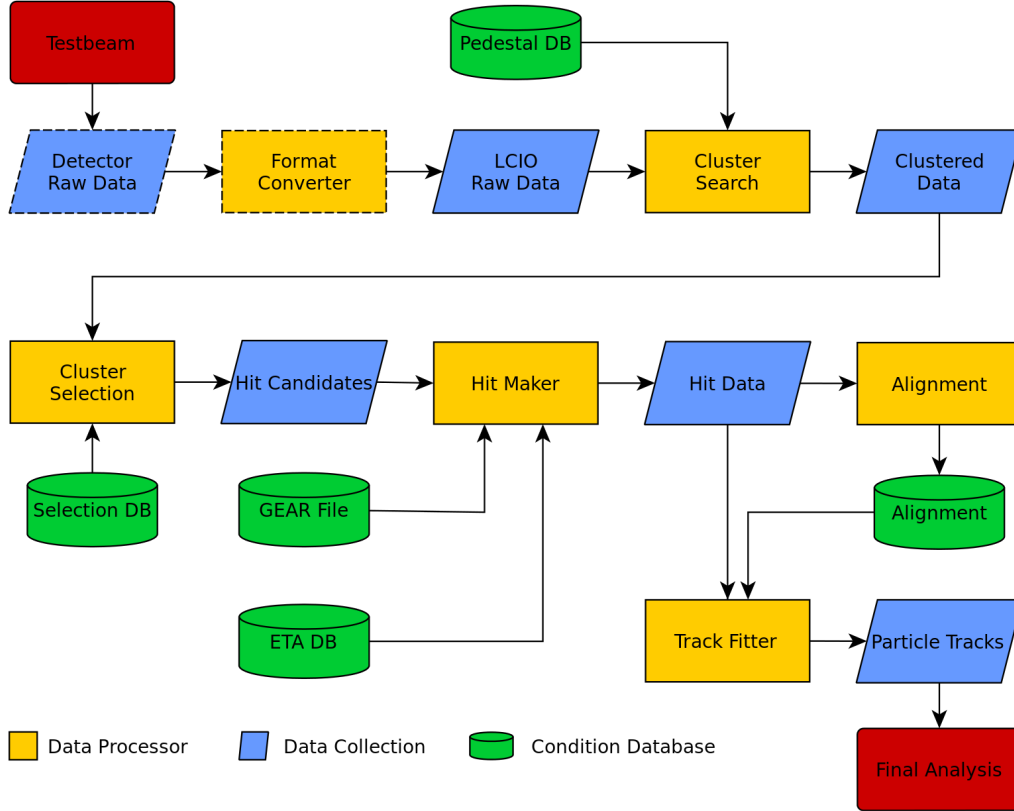 Testbeam
Pedestal DB
Detector
Raw Data
Format
Converter
LCIO
Raw Data
Cluster
Search
Clustered
Data
Cluster
Selection
Hit Candidates
Hit Maker
Hit Data
Alignment
Selection DB
GEAR File
Alignment
ETA DB
Track Fitter
Particle Tracks
Data Processor
Data Collection
Condition Database
Final Analysis